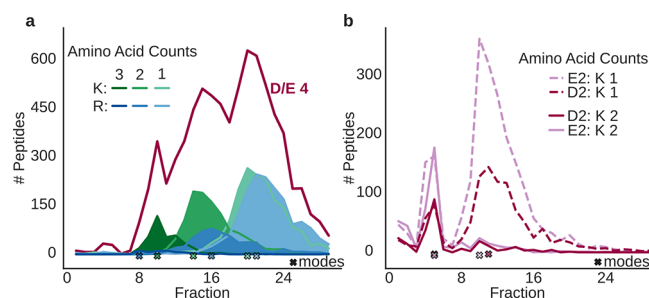 a
Amino Acid Counts
3 2 1
K:
R:
D/E 4
# Peptides
600
450
300
150
0
0 8 16 24
Fraction
✖modes
b
Amino Acid Counts
E2: K 1
D2: K 1
D2: K 2
E2: K 2
# Peptides
300
200
100
0
0 8 16 24
Fraction
✖modes